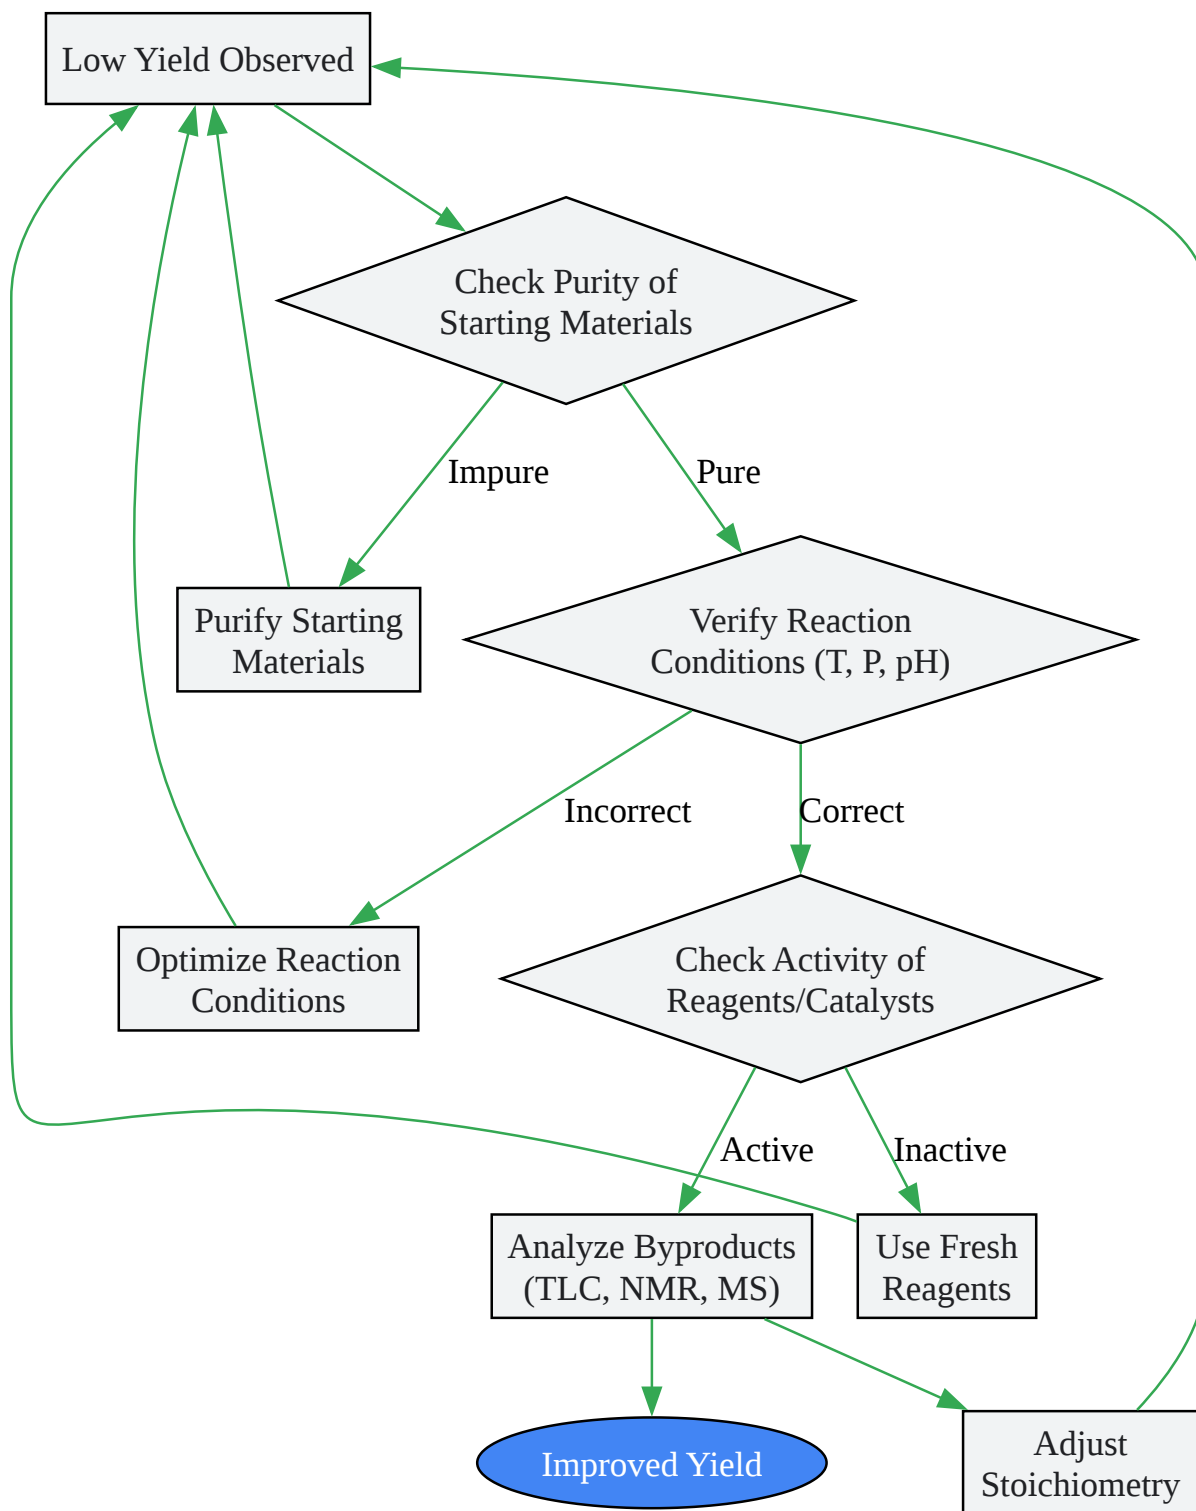 Low Yield Observed
Check Purity of
Starting Materials
Impure
Pure
Purify Starting
Materials
Verify Reaction
Conditions (T, P, pH)
Incorrect
Correct
Optimize Reaction
Conditions
Check Activity of
Reagents/Catalysts
Active
Inactive
Analyze Byproducts
(TLC, NMR, MS)
Use Fresh
Reagents
Improved Yield
Adjust
Stoichiometry